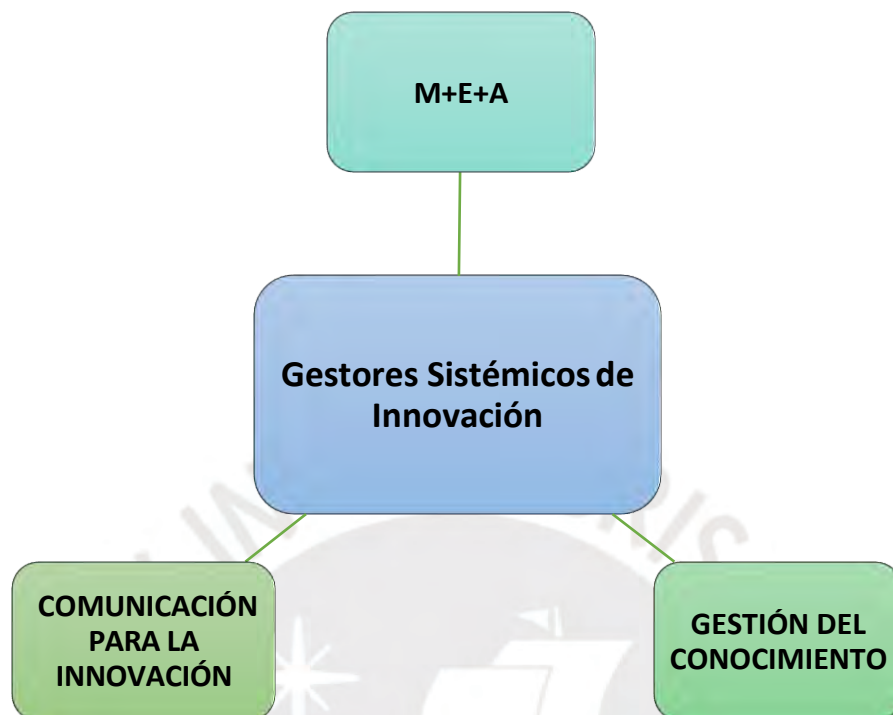 M+E+A
Gestores Sistémicos de
Innovación
COMUNICACIÓN
PARA LA
INNOVACIÓN
GESTIÓN DEL
CONOCIMIENTO